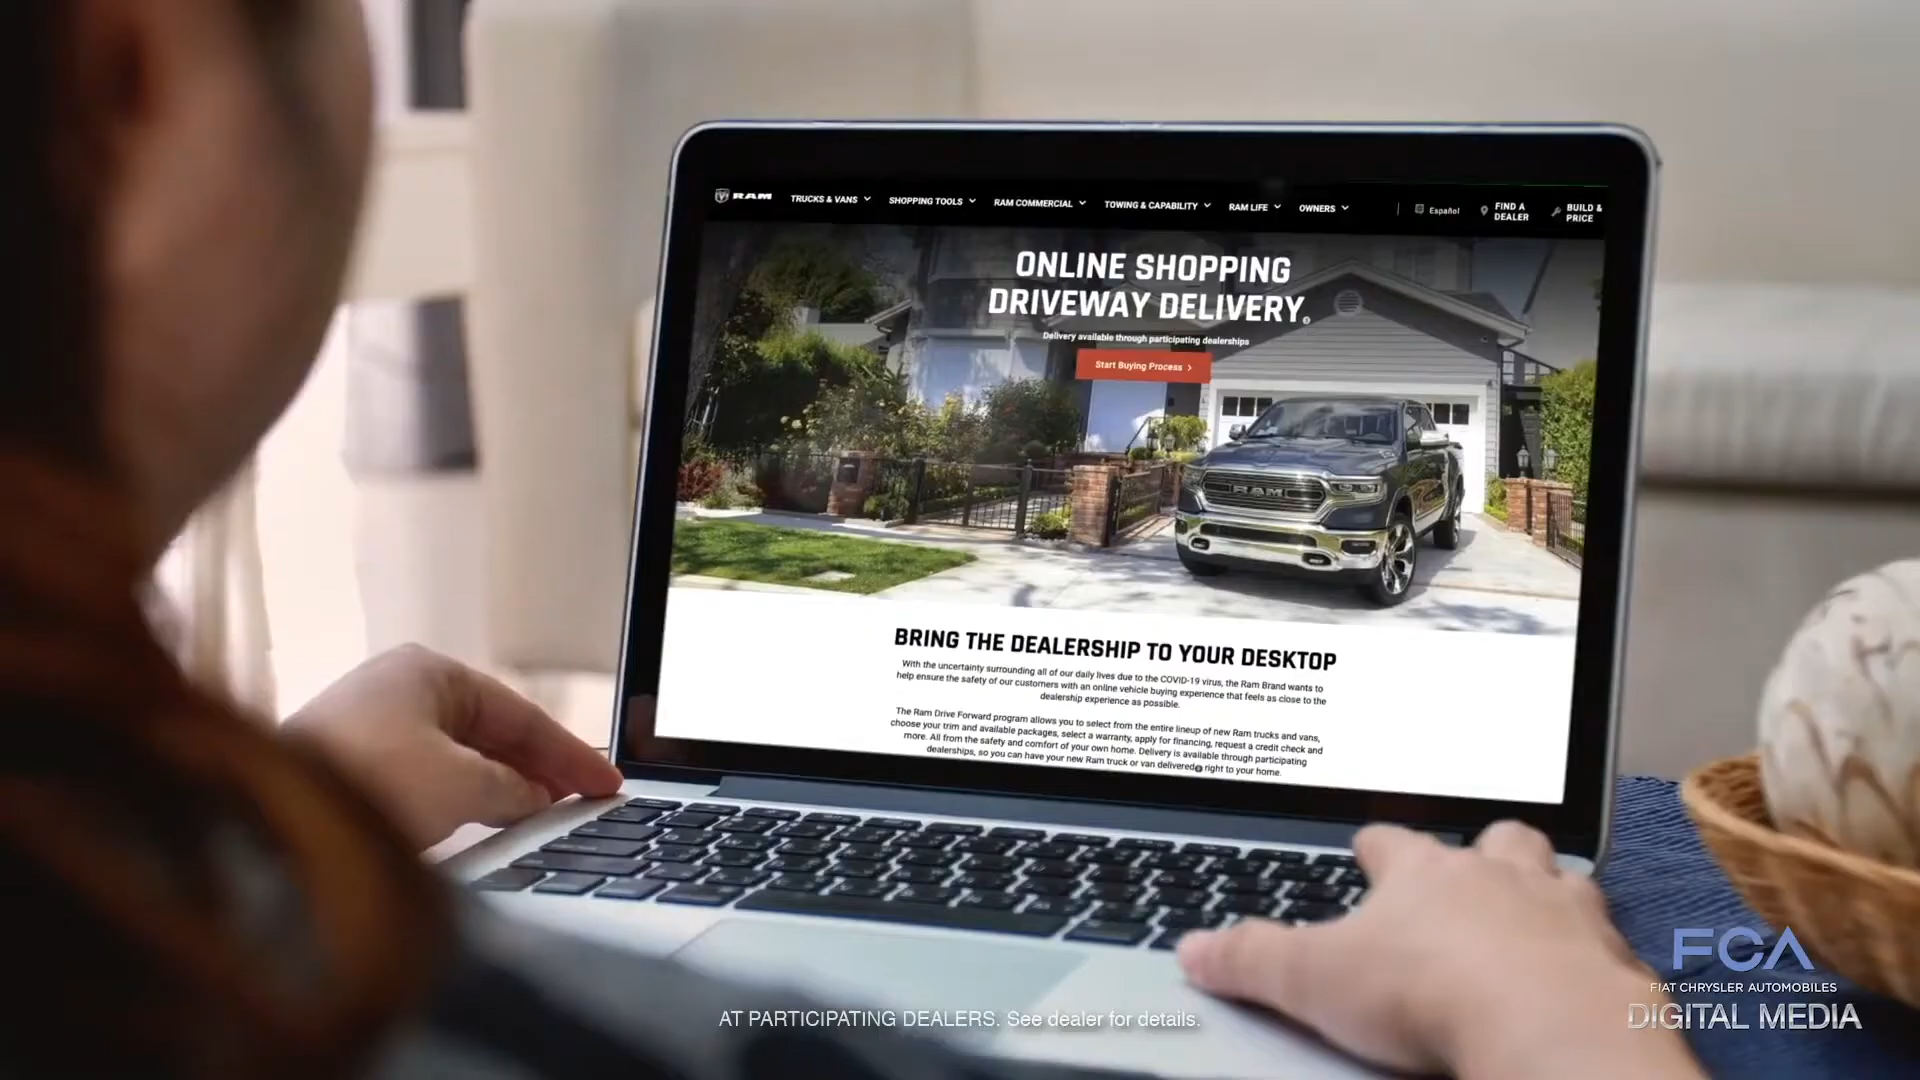 RAM
TRUCKS & VANS
SHOPPING TOOLS
RAM COMMERCIAL
TOWING & CAPABILITY
RAM LIFE
OWNERS
Español
FIND A
DEALER
BUILD &
PRICE
ONLINE SHOPPING
DRIVEWAY DELIVERY.
Delivery available through participating dealerships
Start Buying Process
RAM
BRING THE DEALERSHIP TO YOUR DESKTOP
With the uncertainty surrounding all of our daily lives due to the COVID-19 virus, the Ram Brand wants to
help ensure the safety of our customers with an online vehicle buying experience that feels as close to the
dealership experience as possible.
The Ram Drive Forward program allows you to select from the entire lineup of new Ram trucks and vans,
choose your trim and available packages, select a warranty, apply for financing, request a credit check and
more. All from the safety and comfort of your own home. Delivery is available through participating
dealerships, so you can have your new Ram truck or van delivered right to your home.
AT PARTICIPATING DEALERS. See dealer for details.
FCA
FIAT CHRYSLER AUTOMOBILES
DIGITAL MEDIA